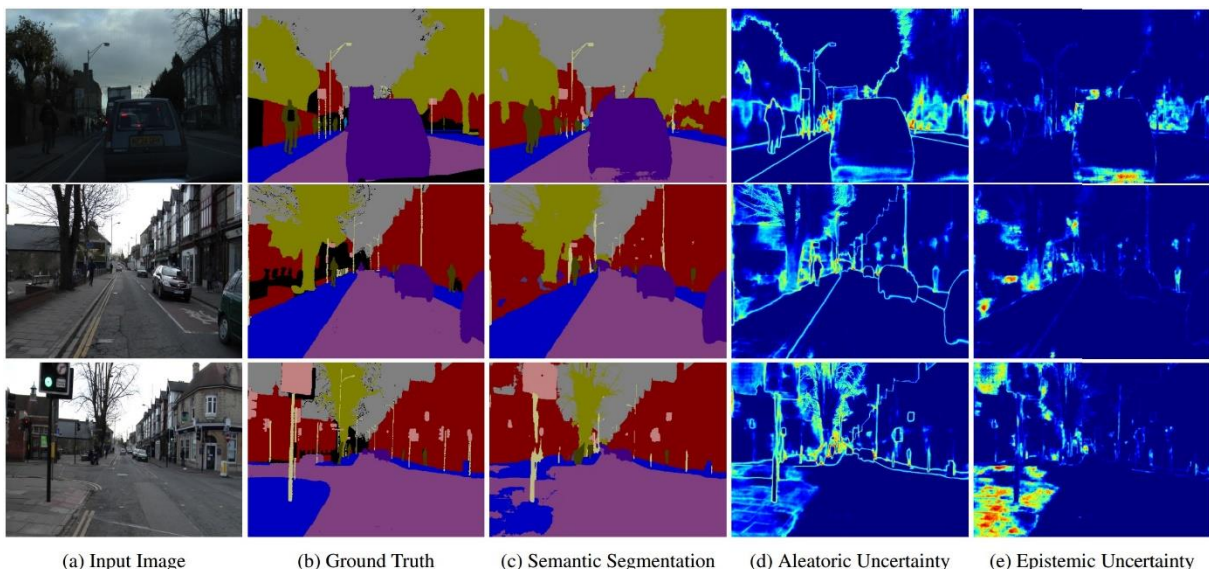 (a) Input Image
(b) Ground Truth
(c) Semantic Segmentation
(d) Aleatoric Uncertainty
(e) Epistemic Uncertainty